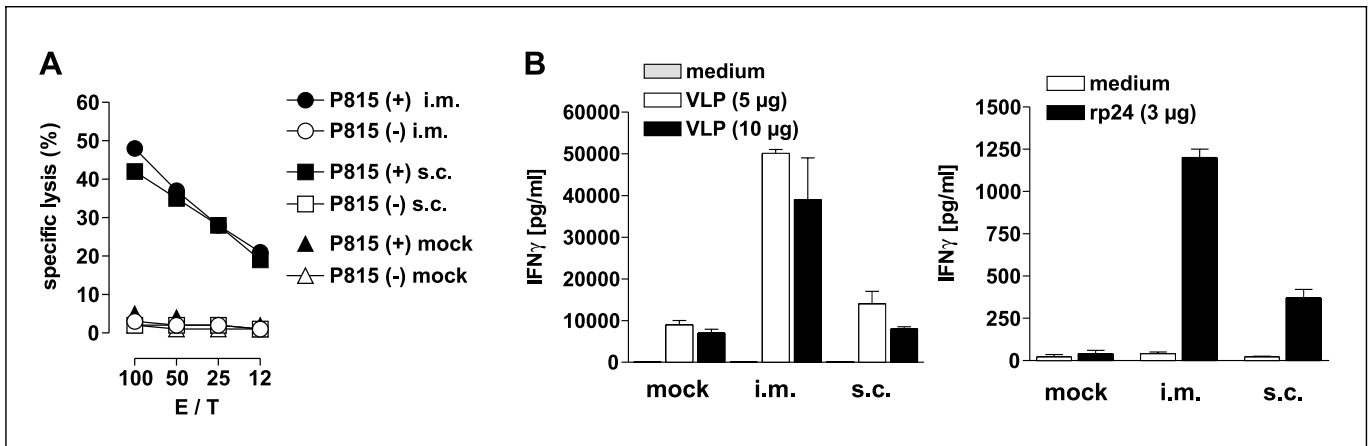 A
specific lysis (%)
60
50
40
30
20
10
0
100 50 25 12
E / T
P815 (+) i.m.
P815 (-) i.m.
P815 (+) s.c.
P815 (-) s.c.
P815 (+) mock
P815 (-) mock
B
medium
VLP (5 µg)
VLP (10 µg)
IFNγ [pg/ml]
60000
50000
40000
30000
20000
10000
0
mock i.m. s.c.
medium
rp24 (3 µg)
IFNγ [pg/ml]
1500
1250
1000
750
500
250
0
mock i.m. s.c.